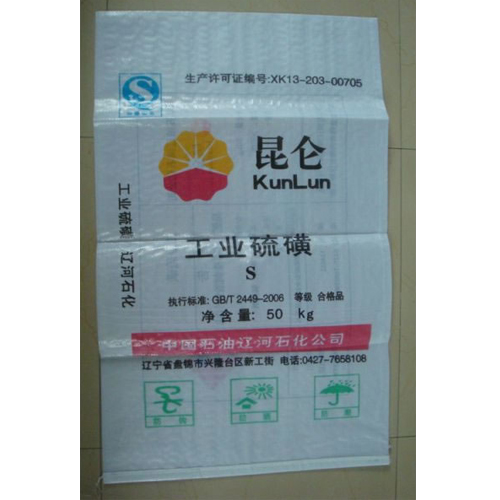 生产许可证编号:XK13-203-00705
昆仑
KunLun
工业硫磺
S
执行标准: GB/T 2449-2006 等级 合格品
净含量: 50 kg
中国石油辽河石化公司
辽宁省盘锦市兴隆台区新工街 电话:0427-7658108
工业硫磺 辽河石化